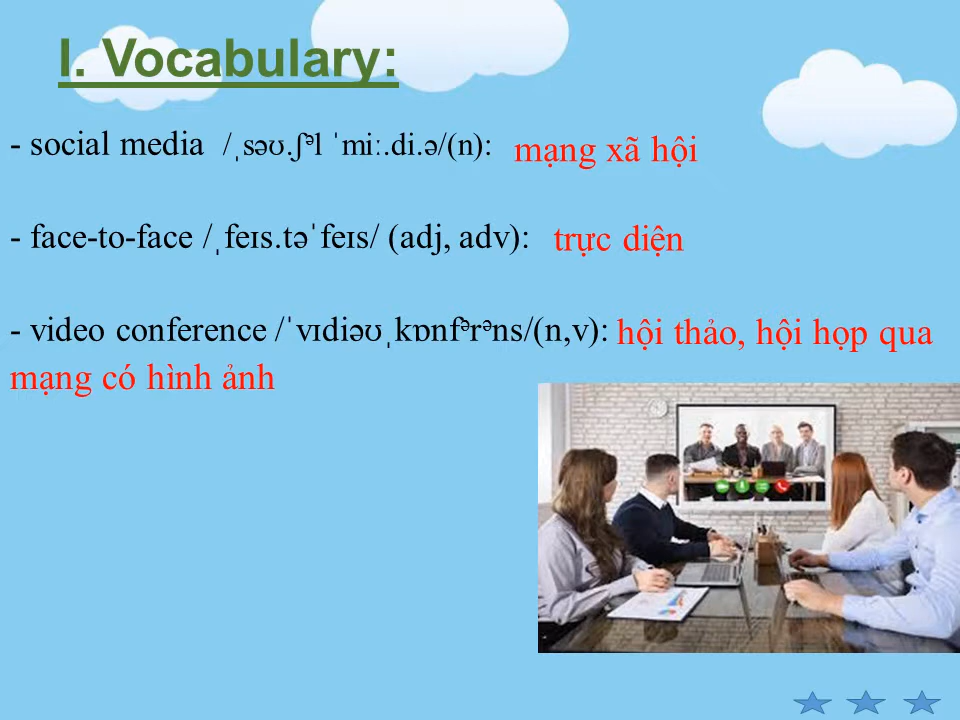 I. Vocabulary:
- social media /ˌsəʊ.ʃᵊl ˈmiː.di.ə/(n): mạng xã hội
- face-to-face /ˌfeɪs.təˈfeɪs/ (adj, adv): trực diện
- video conference /ˈvɪdiəʊˌkɒnfᵊrᵊns/(n,v): hội thảo, hội họp qua
mạng có hình ảnh